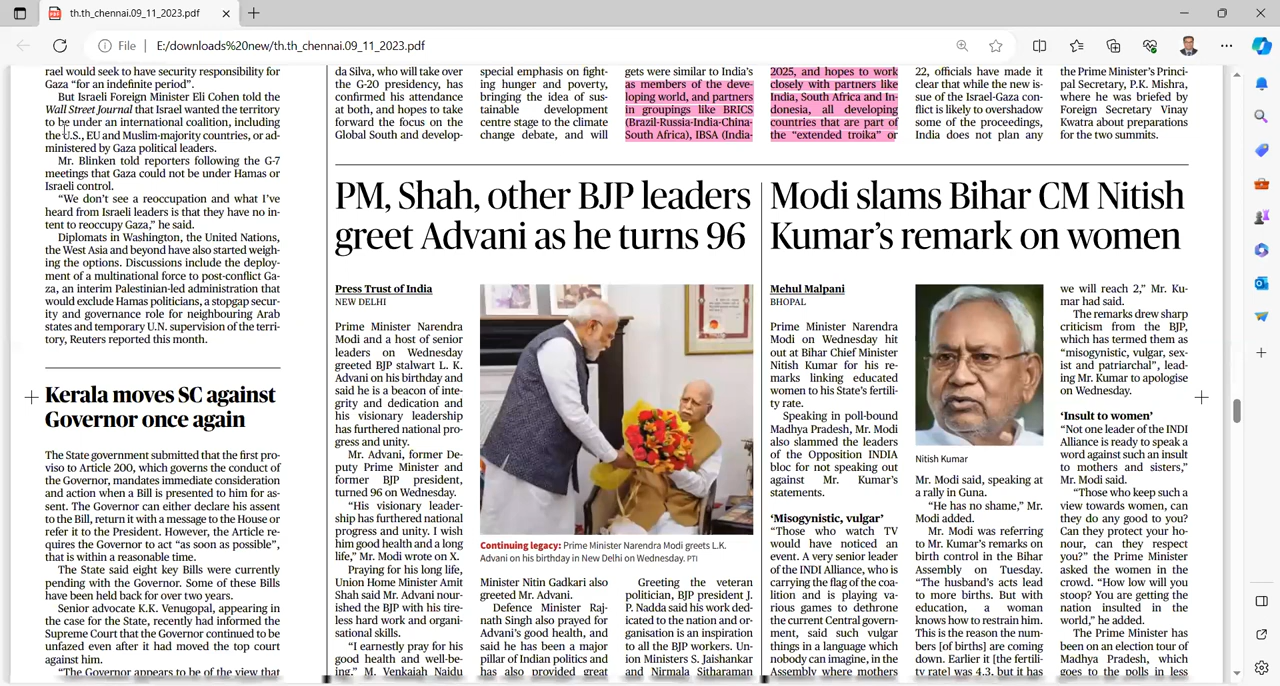 th.th_chennai.09_11_2023.pdf
File
E:/downloads%20new/th.th_chennai.09_11_2023.pdf
rael would seek to have security responsibility for
Gaza “for an indefinite period”.
But Israeli Foreign Minister Eli Cohen told the
Wall Street Journal that Israel wanted the territory
to be under an international coalition, including
the U.S., EU and Muslim-majority countries, or ad-
ministered by Gaza political leaders.
Mr. Blinken told reporters following the G-7
meetings that Gaza could not be under Hamas or
Israeli control.
“We don’t see a reoccupation and what I’ve
heard from Israeli leaders is that they have no in-
tent to reoccupy Gaza,” he said.
Diplomats in Washington, the United Nations,
the West Asia and beyond have also started weigh-
ing the options. Discussions include the deploy-
ment of a multinational force to post-conflict Ga-
za, an interim Palestinian-led administration that
would exclude Hamas politicians, a stopgap secur-
ity and governance role for neighbouring Arab
states and temporary U.N. supervision of the terri-
tory, Reuters reported this month.
Kerala moves SC against
Governor once again
The State government submitted that the first pro-
viso to Article 200, which governs the conduct of
the Governor, mandates immediate consideration
and action when a Bill is presented to him for as-
sent. The Governor can either declare his assent
to the Bill, return it with a message to the House or
refer it to the President. However, the Article re-
quires the Governor to act “as soon as possible”,
that is within a reasonable time.
The State said eight key Bills were currently
pending with the Governor. Some of these Bills
have been held back for over two years.
Senior advocate K.K. Venugopal, appearing in
the case for the State, recently had informed the
Supreme Court that the Governor continued to be
unfazed even after it had moved the top court
against him.
“The Governor appears to be of the view that
da Silva, who will take over
the G-20 presidency, has
confirmed his attendance
at both, and hopes to take
forward the focus on the
Global South and develop-
special emphasis on fight-
ing hunger and poverty,
bringing the idea of sus-
tainable development
centre stage to the climate
change debate, and will
gets were similar to India’s
as members of the deve-
loping world, and partners
in groupings like BRICS
(Brazil-Russia-India-China-
South Africa), IBSA (India-
2025, and hopes to work
closely with partners like
India, South Africa and In-
donesia, all developing
countries that are part of
the “extended troika” or
22, officials have made it
clear that while the new is-
sue of the Israel-Gaza con-
flict is likely to overshadow
some of the proceedings,
India does not plan any
the Prime Minister’s Princi-
pal Secretary, P.K. Mishra,
where he was briefed by
Foreign Secretary Vinay
Kwatra about preparations
for the two summits.
PM, Shah, other BJP leaders
greet Advani as he turns 96
Press Trust of India
NEW DELHI
Prime Minister Narendra
Modi and a host of senior
leaders on Wednesday
greeted BJP stalwart L. K.
Advani on his birthday and
said he is a beacon of inte-
grity and dedication and
his visionary leadership
has furthered national pro-
gress and unity.
Mr. Advani, former De-
puty Prime Minister and
former BJP president,
turned 96 on Wednesday.
“His visionary leader-
ship has furthered national
progress and unity. I wish
him good health and a long
life,” Mr. Modi wrote on X.
Praying for his long life,
Union Home Minister Amit
Shah said Mr. Advani nour-
ished the BJP with his tire-
less hard work and organi-
sational skills.
“I earnestly pray for his
good health and well-be-
ing,” M. Venkaiah Naidu
Continuing legacy: Prime Minister Narendra Modi greets L.K.
Advani on his birthday in New Delhi on Wednesday. PTI
Minister Nitin Gadkari also
greeted Mr. Advani.
Defence Minister Raj-
nath Singh also prayed for
Advani’s good health, and
said he has been a major
pillar of Indian politics and
has also provided great
Greeting the veteran
politician, BJP president J.
P. Nadda said his work ded-
icated to the nation and or-
ganisation is an inspiration
to all the BJP workers. Un-
ion Ministers S. Jaishankar
and Nirmala Sitharaman
Modi slams Bihar CM Nitish
Kumar’s remark on women
Mehul Malpani
BHOPAL
Prime Minister Narendra
Modi on Wednesday hit
out at Bihar Chief Minister
Nitish Kumar for his re-
marks linking educated
women to his State’s fertili-
ty rate.
Speaking in poll-bound
Madhya Pradesh, Mr. Modi
also slammed the leaders
of the Opposition INDIA
bloc for not speaking out
against Mr. Kumar’s
statements.
‘Misogynistic, vulgar’
“Those who watch TV
would have noticed an
event. A very senior leader
of the INDI Alliance, who is
carrying the flag of the coa-
lition and is playing va-
rious games to dethrone
the current Central govern-
ment, said such vulgar
things in a language which
nobody can imagine, in the
Assembly where mothers
Nitish Kumar
Mr. Modi said, speaking at
a rally in Guna.
“He has no shame,” Mr.
Modi added.
Mr. Modi was referring
to Mr. Kumar’s remarks on
birth control in the Bihar
Assembly on Tuesday.
“The husband’s acts lead
to more births. But with
education, a woman
knows how to restrain him.
This is the reason the num-
bers [of births] are coming
down. Earlier it [the fertili-
ty rate] was 4.3, but it has
we will reach 2,” Mr. Ku-
mar had said.
The remarks drew sharp
criticism from the BJP,
which has termed them as
“misogynistic, vulgar, sex-
ist and patriarchal”, lead-
ing Mr. Kumar to apologise
on Wednesday.
‘Insult to women’
“Not one leader of the INDI
Alliance is ready to speak a
word against such an insult
to mothers and sisters,”
Mr. Modi said.
“Those who keep such a
view towards women, can
they do any good to you?
Can they protect your ho-
nour, can they respect
you?” the Prime Minister
asked the women in the
crowd. “How low will you
stoop? You are getting the
nation insulted in the
world,” he added.
The Prime Minister has
been on an election tour of
Madhya Pradesh, which
goes to the polls in less